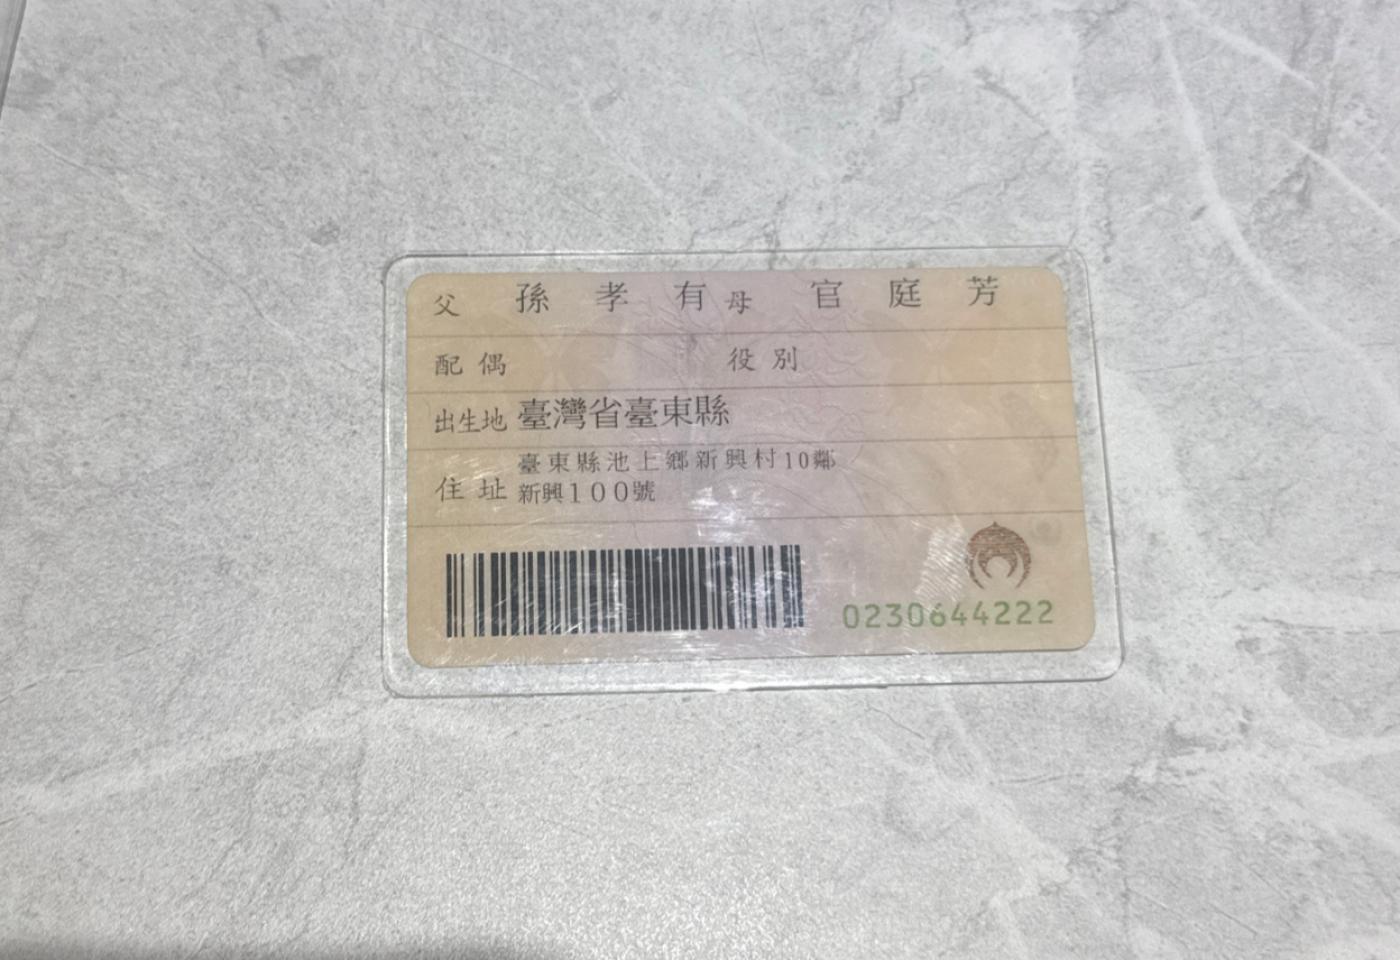 父 孫孝有 母 官庭芳
配偶 役別
出生地 臺灣省臺東縣
住址 臺東縣池上鄉新興村10鄰
新興100號
0230644222